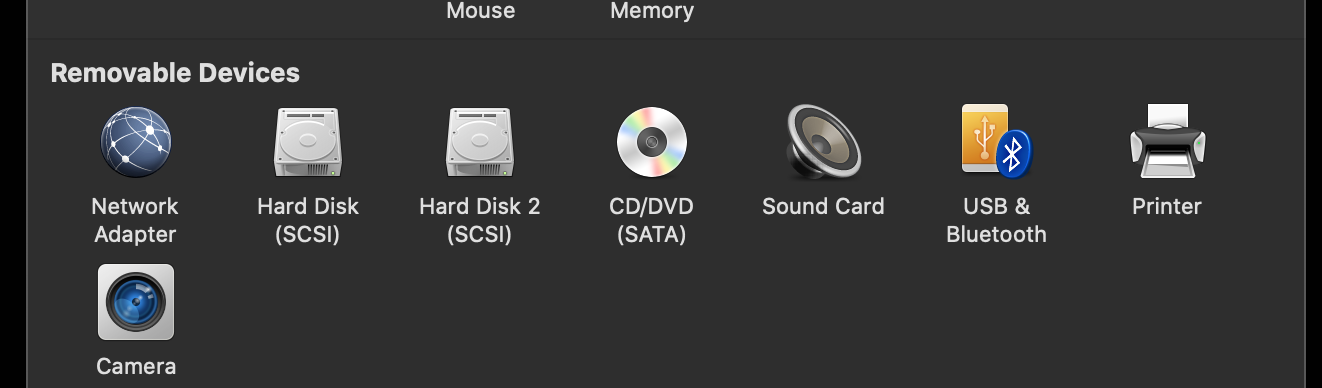 Mouse Memory
Removable Devices
Network Adapter
Hard Disk (SCSI)
Hard Disk 2 (SCSI)
CD/DVD (SATA)
Sound Card
USB & Bluetooth
Printer
Camera